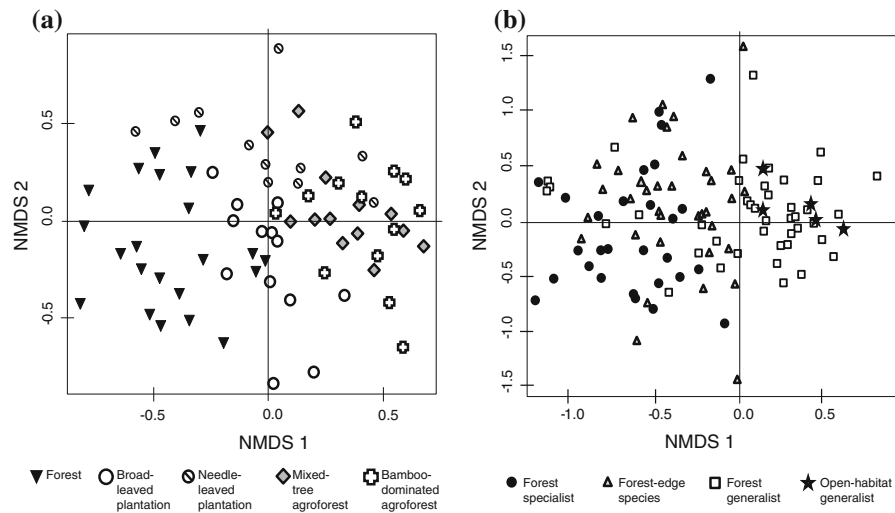 (a)
0.5
0.0
-0.5
NMDS 2
-0.5
0.0
0.5
NMDS 1
Forest
Broad-
leaved
plantation
Needle-
leaved
plantation
Mixed-
tree
agroforest
Bamboo-
dominated
agroforest
(b)
1.5
1.0
0.5
0.0
-0.5
-1.0
-1.5
NMDS 2
-1.0
-0.5
0.0
0.5
NMDS 1
Forest
specialist
Forest-edge
species
Forest
generalist
Open-habitat
generalist